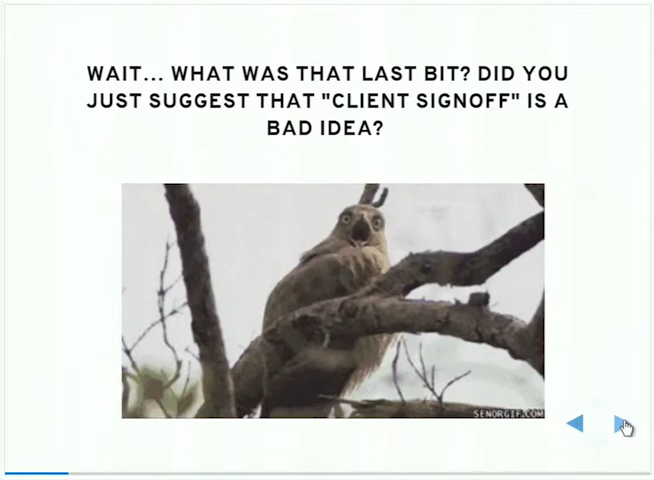 WAIT... WHAT WAS THAT LAST BIT? DID YOU
JUST SUGGEST THAT "CLIENT SIGNOFF" IS A
BAD IDEA?
SENORGIF.COM